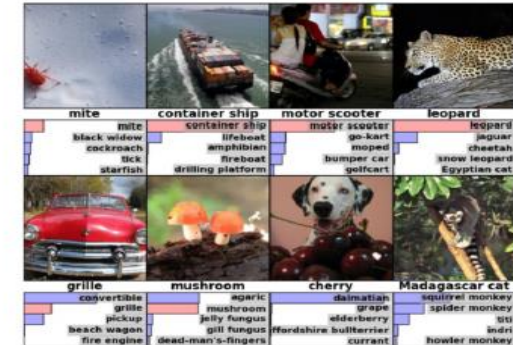 mite
container ship
motor scooter
leopard
mite
black widow
cockroach
tick
starfish
container ship
lifeboat
amphibian
fireboat
drilling platform
motor scooter
go-kart
moped
bumper car
golfcart
leopard
jaguar
cheetah
snow leopard
Egyptian cat
grille
mushroom
cherry
Madagascar cat
convertible
grille
pickup
beach wagon
fire engine
agaric
mushroom
jelly fungus
gill fungus
dead-man's-fingers
dalmatian
grape
elderberry
ffordshire bullterrier
currant
squirrel monkey
spider monkey
titi
indri
howler monkey